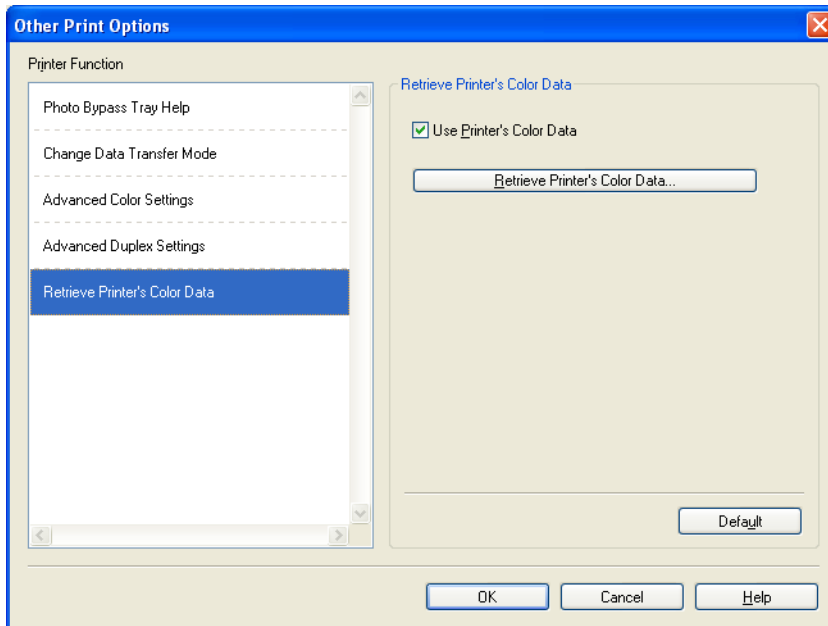 Other Print Options
Printer Function
Photo Bypass Tray Help
Change Data Transfer Mode
Advanced Color Settings
Advanced Duplex Settings
Retrieve Printer's Color Data
Retrieve Printer's Color Data
Use Printer's Color Data
Retrieve Printer's Color Data...
Default
OK Cancel Help